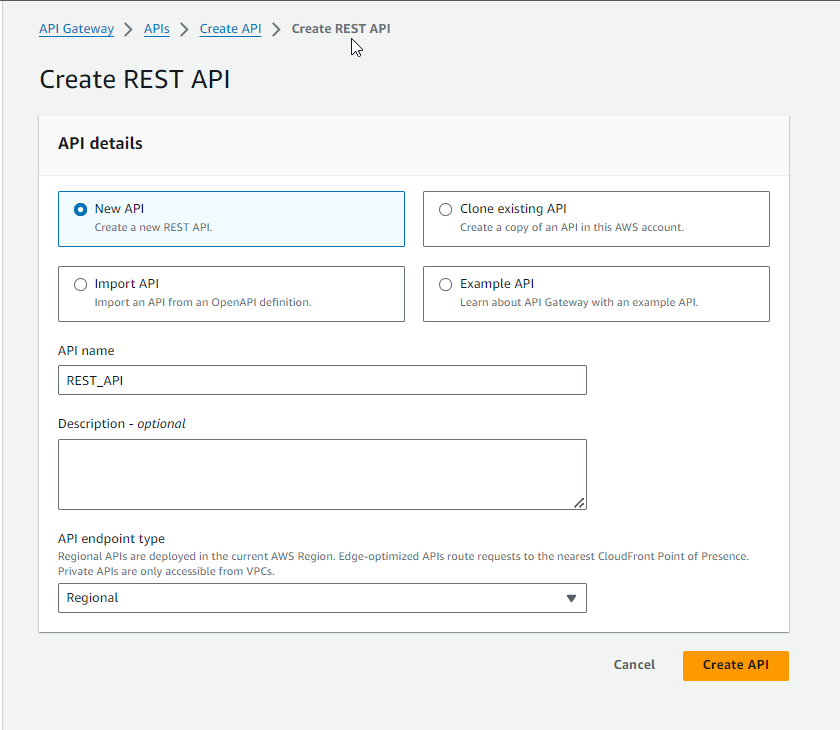 API Gateway > APIs > Create API > Create REST API
Create REST API
API details
New API
Create a new REST API.
Clone existing API
Create a copy of an API in this AWS account.
Import API
Import an API from an OpenAPI definition.
Example API
Learn about API Gateway with an example API.
API name
REST_API
Description - optional
API endpoint type
Regional APIs are deployed in the current AWS Region. Edge-optimized APIs route requests to the nearest CloudFront Point of Presence.
Private APIs are only accessible from VPCs.
Regional
Cancel
Create API